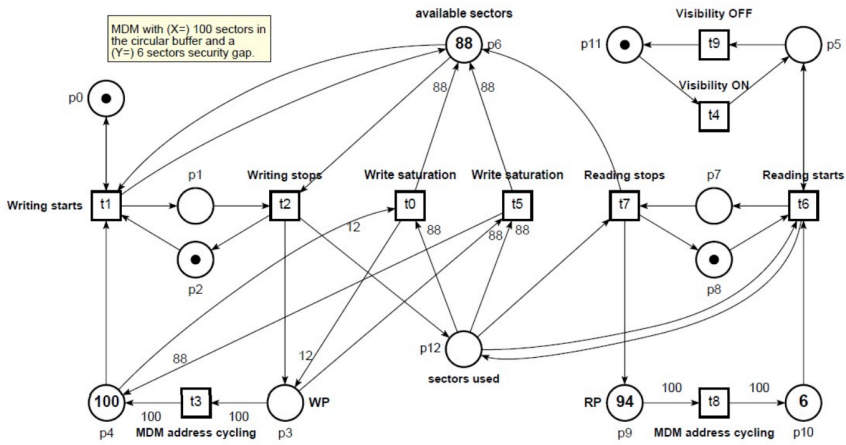 available sectors
Visibility OFF
MDM with (X=) 100 sectors in
the circular buffer and a
(Y=) 6 sectors security gap.
88
p6
p11
t9
p5
88
88
Visibility ON
t4
p0
p1
Writing stops
Write saturation
Write saturation
Reading stops
p7
Reading starts
Writing starts
t1
t2
t0
t5
t7
t6
12
88
88
88
p2
p8
p12
88
12
sectors used
100
t3
WP
RP
94
100
t8
100
6
100
100
p4
MDM address cycling
p3
p9
MDM address cycling
p10